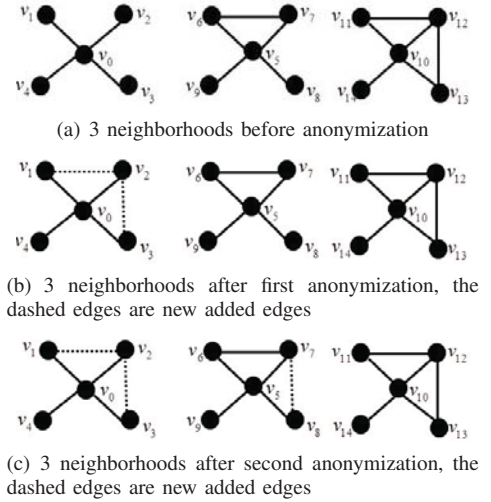 v1 v2 v6 v7 v11 v12
v0 v5 v10
v4 v3 v9 v8 v14 v13
(a) 3 neighborhoods before anonymization
v1 v2 v6 v7 v11 v12
v0 v5 v10
v4 v3 v9 v8 v14 v13
(b) 3 neighborhoods after first anonymization, the
dashed edges are new added edges
v1 v2 v6 v7 v11 v12
v0 v5 v10
v4 v3 v9 v8 v14 v13
(c) 3 neighborhoods after second anonymization, the
dashed edges are new added edges